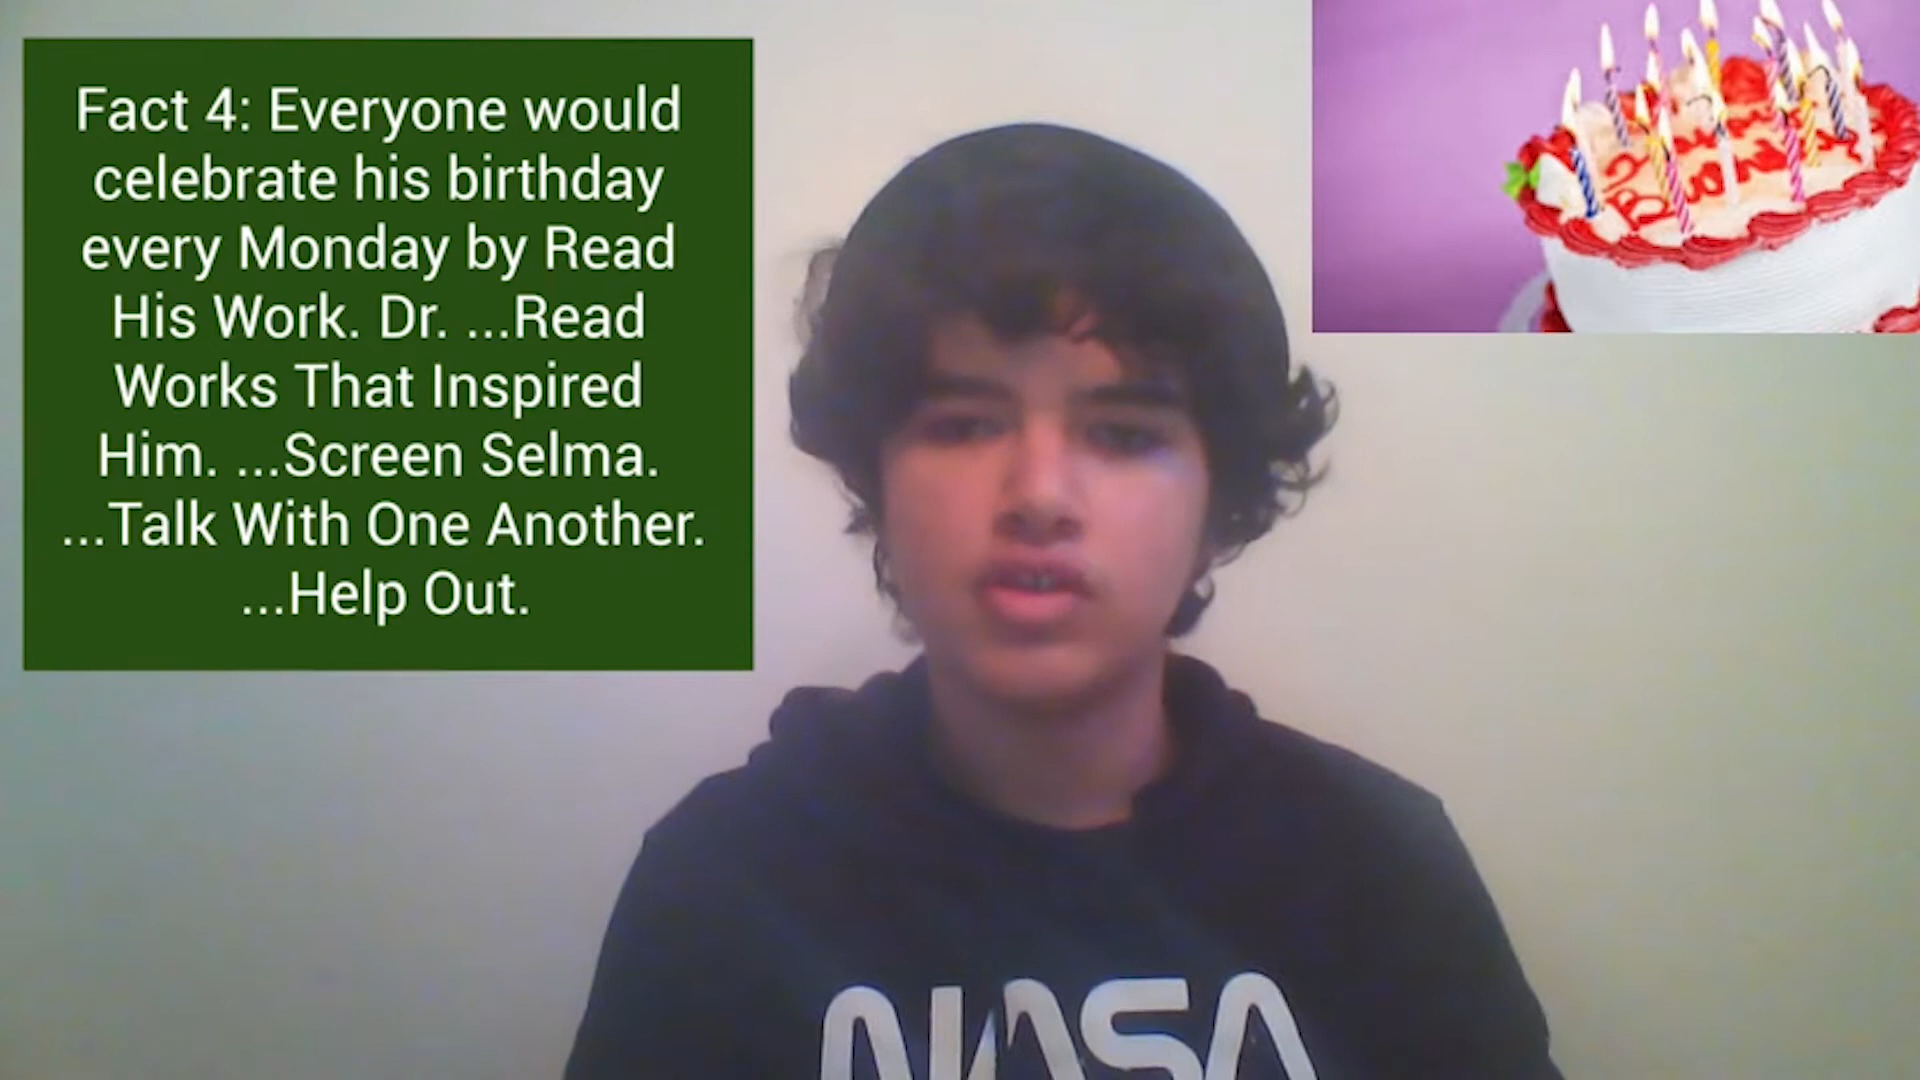 Fact 4: Everyone would
celebrate his birthday
every Monday by Read
His Work. Dr. ...Read
Works That Inspired
Him. ...Screen Selma.
...Talk With One Another.
...Help Out.
NASA